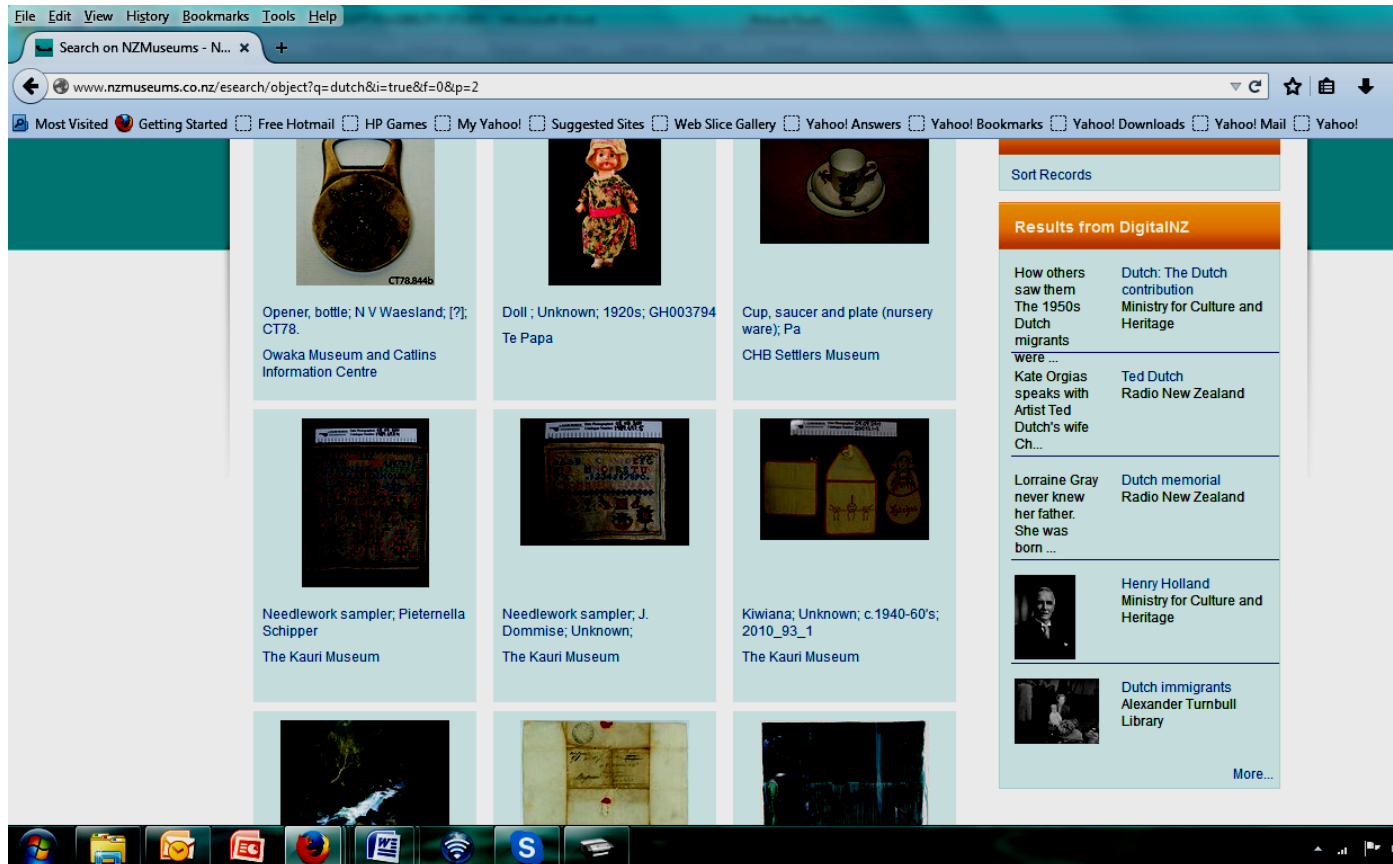 File Edit View History Bookmarks Tools Help
Search on NZMuseums - N... × +
www.nzmuseums.co.nz/esearch/object?q=dutch&i=true&f=0&p=2
Most Visited Getting Started Free Hotmail HP Games My Yahoo! Suggested Sites Web Slice Gallery Yahoo! Answers Yahoo! Bookmarks Yahoo! Downloads Yahoo! Mail Yahoo!
CT78.844b
Opener, bottle; N V Waesland; [?];
CT78.
Owaka Museum and Catlins
Information Centre
Doll ; Unknown; 1920s; GH003794
Te Papa
Cup, saucer and plate (nursery
ware); Pa
CHB Settlers Museum
Needlework sampler; Pieternella
Schipper
The Kauri Museum
Needlework sampler; J.
Dommise; Unknown;
The Kauri Museum
Kiwiana; Unknown; c.1940-60's;
2010_93_1
The Kauri Museum
Sort Records
Results from DigitalNZ
How others
saw them
The 1950s
Dutch
migrants
were ...
Dutch: The Dutch
contribution
Ministry for Culture and
Heritage
Kate Orgias
speaks with
Artist Ted
Dutch's wife
Ch...
Ted Dutch
Radio New Zealand
Lorraine Gray
never knew
her father.
She was
born ...
Dutch memorial
Radio New Zealand
Henry Holland
Ministry for Culture and
Heritage
Dutch immigrants
Alexander Turnbull
Library
More...